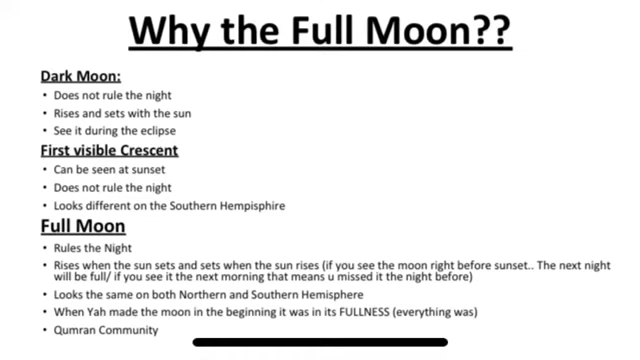 Why the Full Moon??
Dark Moon:
• Does not rule the night
• Rises and sets with the sun
• See it during the eclipse
First visible Crescent
• Can be seen at sunset
• Does not rule the night
• Looks different on the Southern Hempisphire
Full Moon
• Rules the Night
• Rises when the sun sets and sets when the sun rises (if you see the moon right before sunset.. The next night
will be full/ if you see it the next morning that means u missed it the night before)
• Looks the same on both Northern and Southern Hemisphere
• When Yah made the moon in the beginning it was in its FULLNESS (everything was)
• Qumran Community